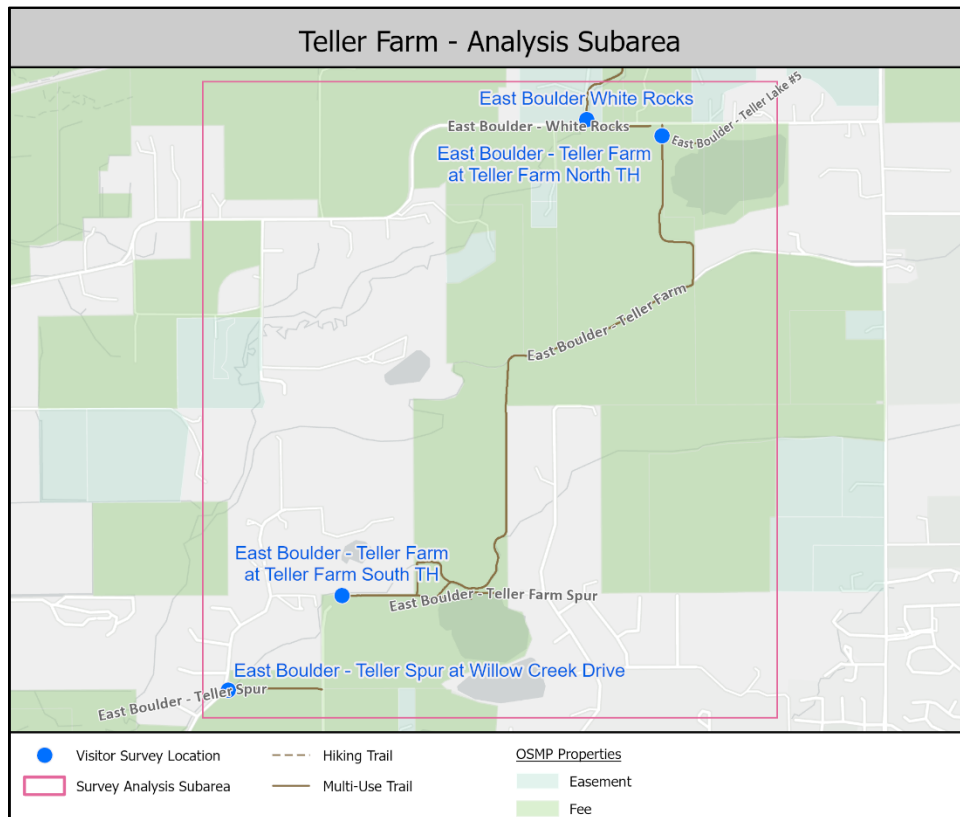 Teller Farm - Analysis Subarea
East Boulder White Rocks
East Boulder - White Rocks
East Boulder - Teller Lake #5
East Boulder - Teller Farm
at Teller Farm North TH
East Boulder - Teller Farm
East Boulder - Teller Farm
at Teller Farm South TH
East Boulder - Teller Farm Spur
East Boulder - Teller Spur at Willow Creek Drive
East Boulder - Teller Spur
Visitor Survey Location
Hiking Trail
OSMP Properties
Survey Analysis Subarea
Multi-Use Trail
Easement
Fee